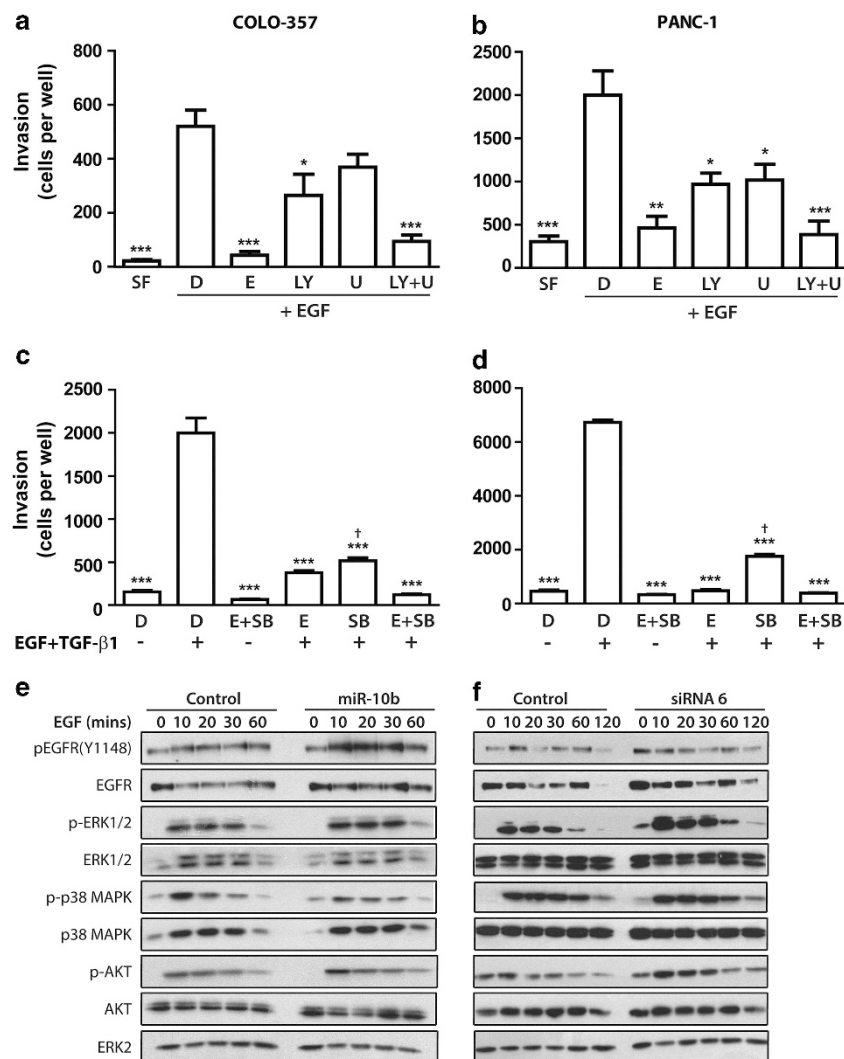 a
COLO-357
b
PANC-1
Invasion
(cells per well)
800
600
400
200
0
***
*
***
***
SF
D
E
LY
U
LY+U
+ EGF
2500
2000
1500
1000
500
0
***
**
*
*
***
SF
D
E
LY
U
LY+U
+ EGF
c
d
Invasion
(cells per well)
2500
2000
1500
1000
500
0
***
***
***
†
***
***
D
D
E+SB
E
SB
E+SB
EGF+TGF-β1
-
+
-
+
+
+
8000
6000
4000
2000
0
***
***
***
†
***
***
D
D
E+SB
E
SB
E+SB
-
+
-
+
+
+
e
Control
miR-10b
f
Control
siRNA 6
EGF (mins)
0 10 20 30 60
0 10 20 30 60
0 10 20 30 60 120
0 10 20 30 60 120
pEGFR(Y1148)
EGFR
p-ERK1/2
ERK1/2
p-p38 MAPK
p38 MAPK
p-AKT
AKT
ERK2